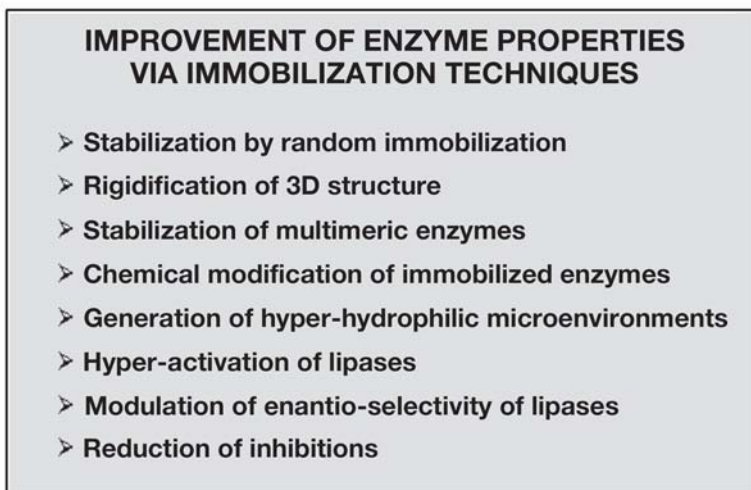 IMPROVEMENT OF ENZYME PROPERTIES
VIA IMMOBILIZATION TECHNIQUES
➢ Stabilization by random immobilization
➢ Rigidification of 3D structure
➢ Stabilization of multimeric enzymes
➢ Chemical modification of immobilized enzymes
➢ Generation of hyper-hydrophilic microenvironments
➢ Hyper-activation of lipases
➢ Modulation of enantio-selectivity of lipases
➢ Reduction of inhibitions